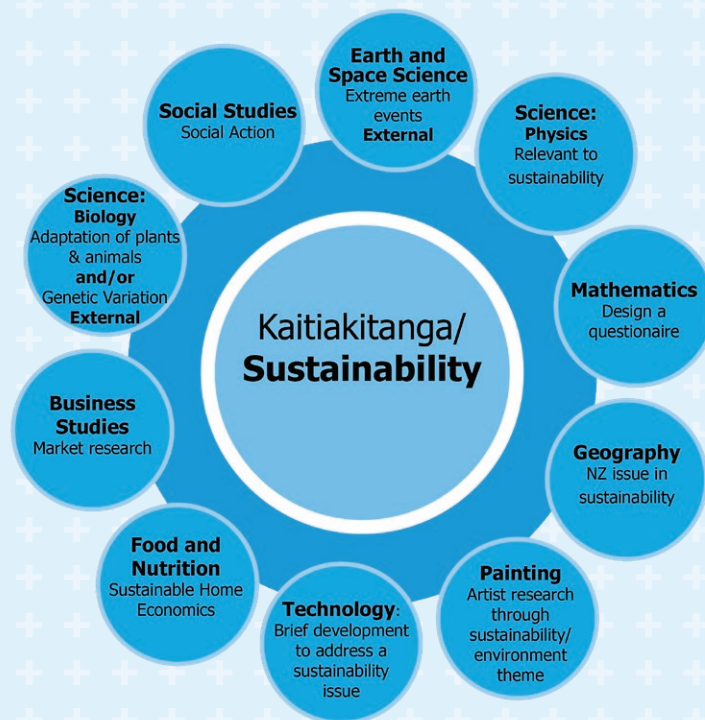 Kaitiakitanga/
Sustainability
Earth and
Space Science
Extreme earth
events
External
Science:
Physics
Relevant to
sustainability
Mathematics
Design a
questionaire
Geography
NZ issue in
sustainability
Painting
Artist research
through
sustainability/
environment
theme
Technology:
Brief development
to address a
sustainability
issue
Food and
Nutrition
Sustainable Home
Economics
Business
Studies
Market research
Science:
Biology
Adaptation of plants
& animals
and/or
Genetic Variation
External
Social Studies
Social Action